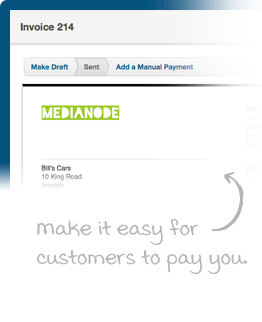 Invoice 214
Make Draft Sent Add a Manual Payment
MEDIANODE
Bill's Cars
10 King Road
Ipswich
make it easy for
customers to pay you.